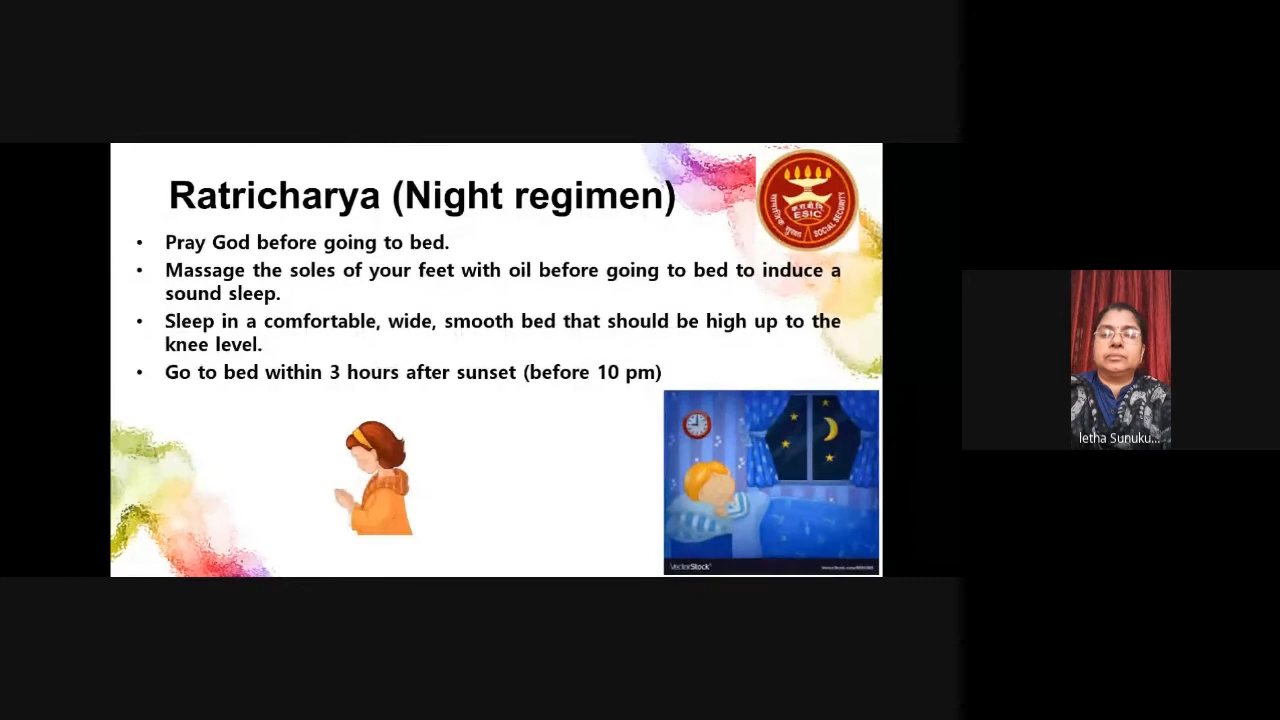 Ratricharya (Night regimen)
• Pray God before going to bed.
• Massage the soles of your feet with oil before going to bed to induce a
sound sleep.
• Sleep in a comfortable, wide, smooth bed that should be high up to the
knee level.
• Go to bed within 3 hours after sunset (before 10 pm)
क.रा.बी.नि
ESIC
SOCIAL SECURITY
VectorStock
letha Sunuku...